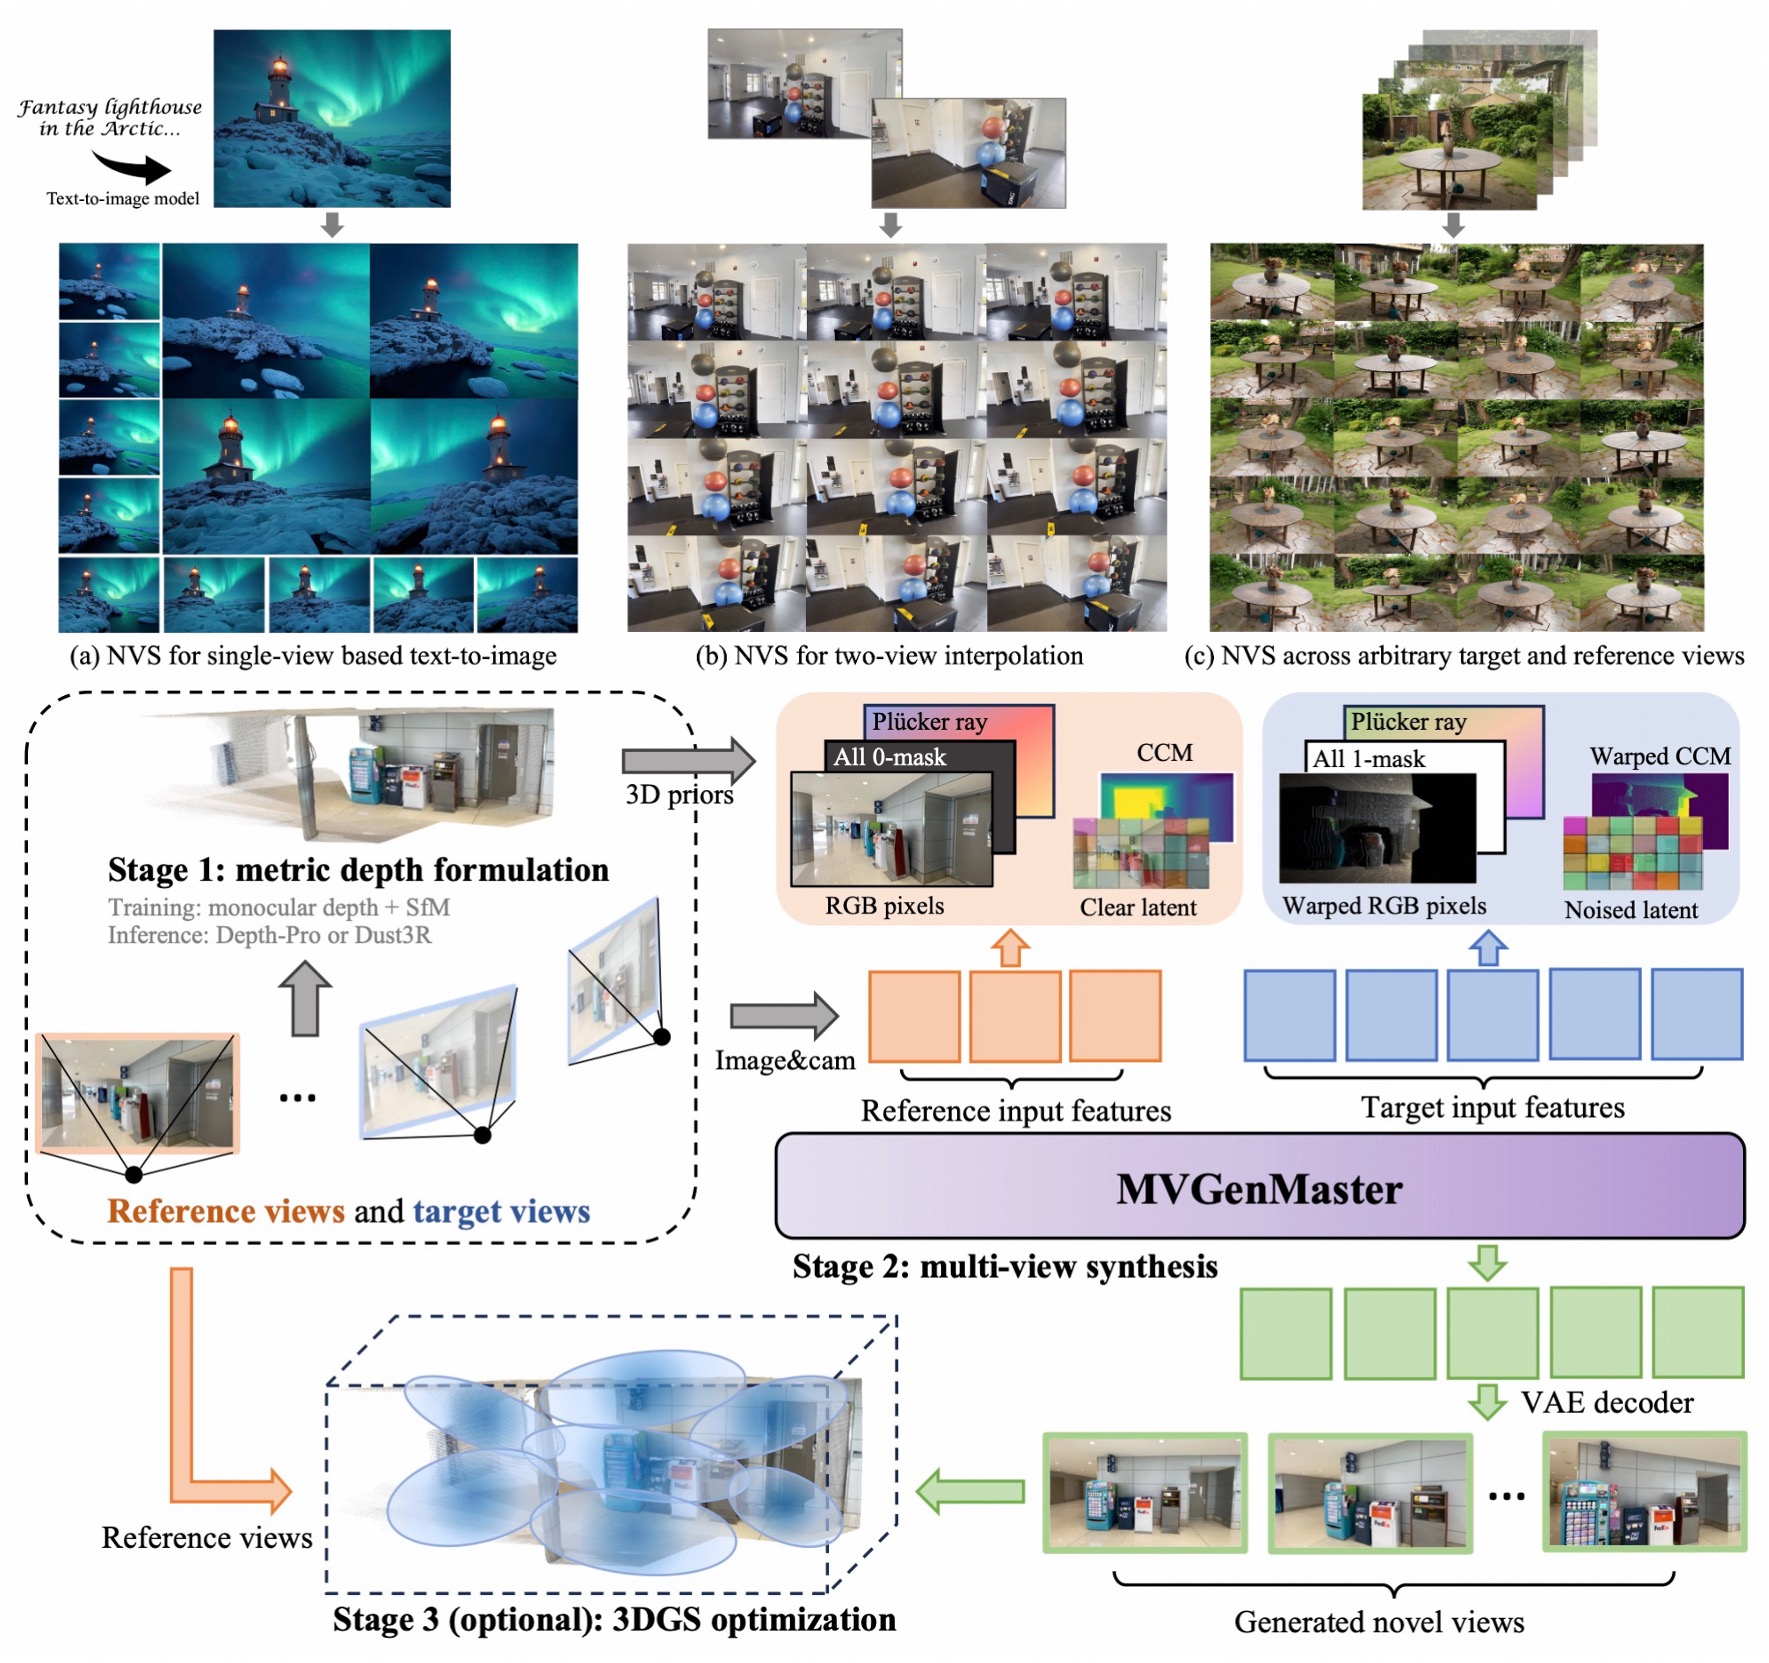 Fantasy lighthouse
in the Arctic...
Text-to-image model
(a) NVS for single-view based text-to-image
(b) NVS for two-view interpolation
(c) NVS across arbitrary target and reference views
Stage 1: metric depth formulation
Training: monocular depth + SfM
Inference: Depth-Pro or Dust3R
...
Reference views and target views
3D priors
Image&cam
Plücker ray
All 0-mask
RGB pixels
CCM
Clear latent
Plücker ray
All 1-mask
Warped RGB pixels
Warped CCM
Noised latent
Reference input features
Target input features
MVGenMaster
Stage 2: multi-view synthesis
VAE decoder
FedEx
FedEx
...
FedEx
Generated novel views
Reference views
Stage 3 (optional): 3DGS optimization